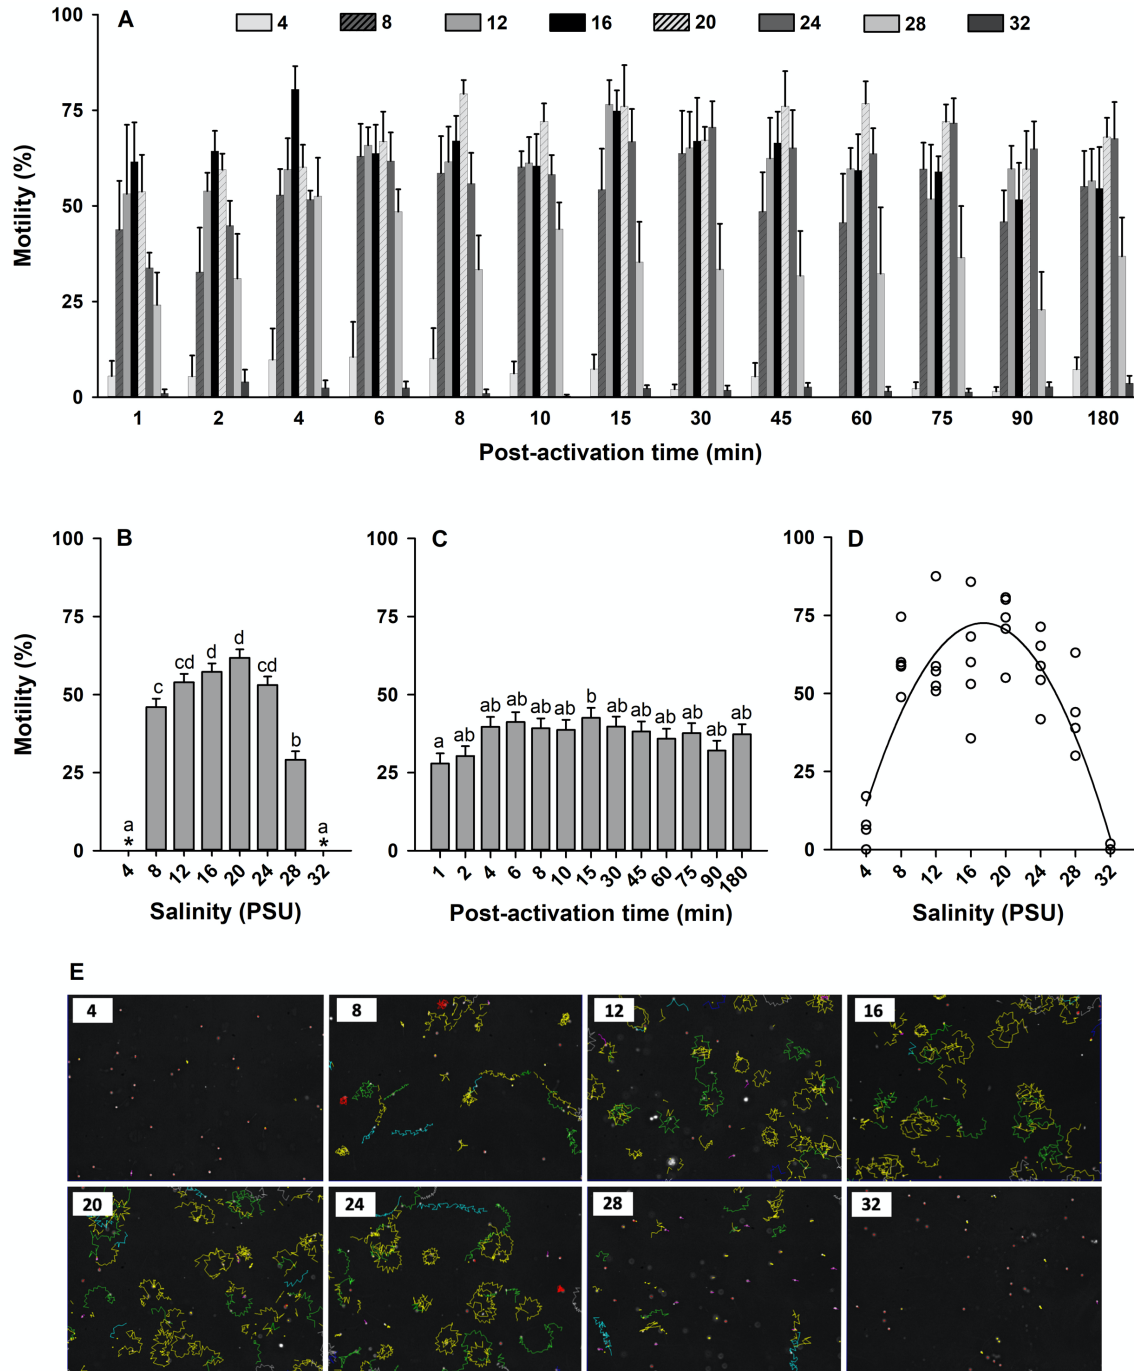 A
4 8 12 16 20 24 28 32
100
75
50
25
0
Motility (%)
1 2 4 6 8 10 15 30 45 60 75 90 180
Post-activation time (min)
B
100
75
50
25
0
Motility (%)
a c cd d d cd b a
* *
4 8 12 16 20 24 28 32
Salinity (PSU)
C
100
75
50
25
0
a ab ab ab ab ab b ab ab ab ab ab ab
1 2 4 6 8 10 15 30 45 60 75 90 180
Post-activation time (min)
D
100
75
50
25
0
4 8 12 16 20 24 28 32
Salinity (PSU)
E
4 8 12 16
20 24 28 32